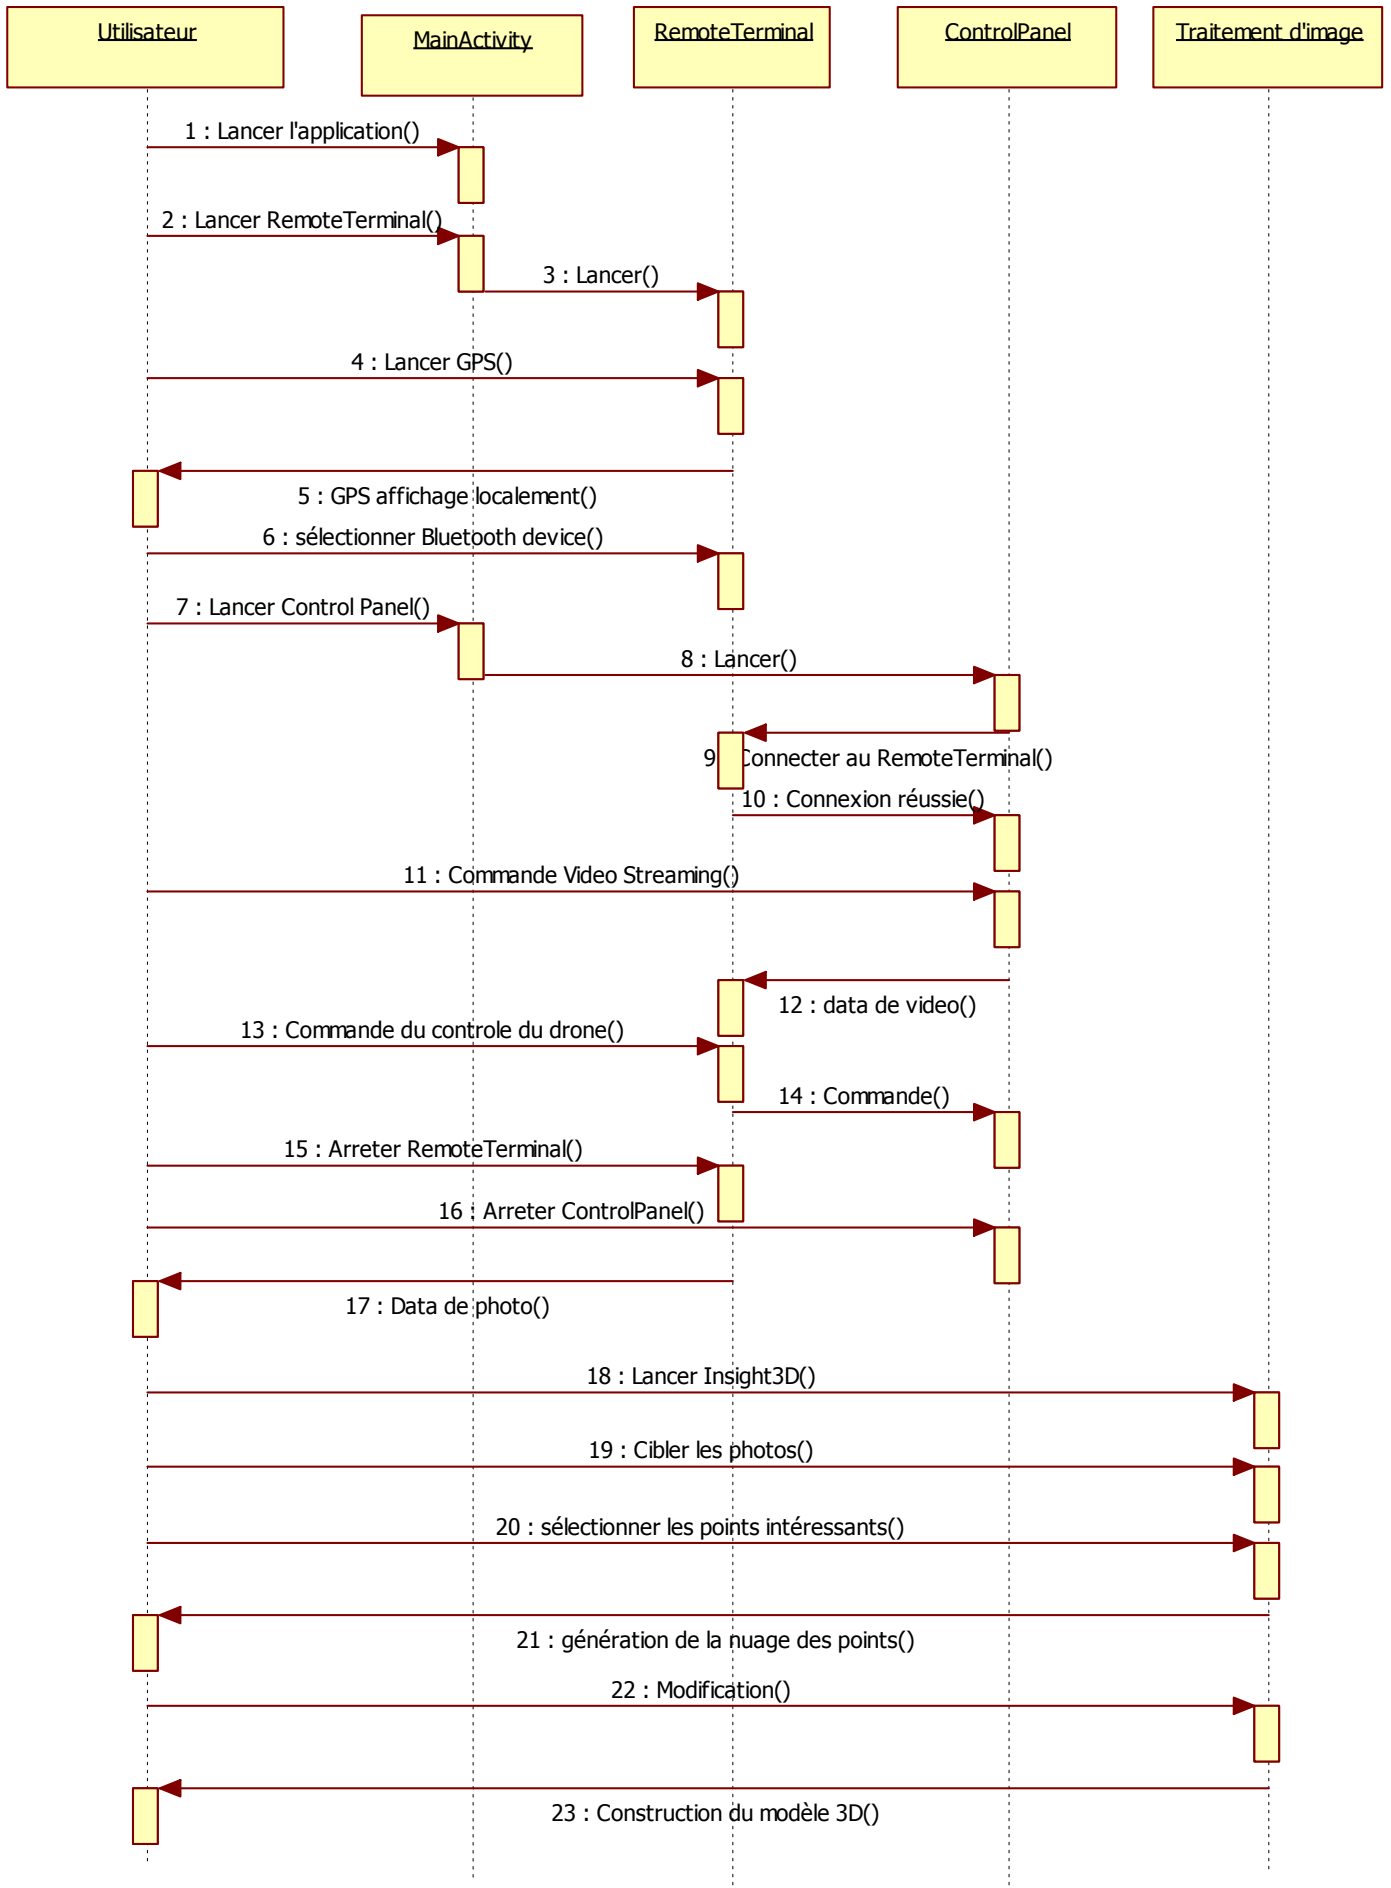 Utilisateur
MainActivity
RemoteTerminal
ControlPanel
Traitement d'image
1 : Lancer l'application()
2 : Lancer RemoteTerminal()
3 : Lancer()
4 : Lancer GPS()
5 : GPS affichage localement()
6 : sélectionner Bluetooth device()
7 : Lancer Control Panel()
8 : Lancer()
9 : Connecter au RemoteTerminal()
10 : Connexion réussie()
11 : Commande Video Streaming()
12 : data de video()
13 : Commande du controle du drone()
14 : Commande()
15 : Arreter RemoteTerminal()
16 : Arreter ControlPanel()
17 : Data de photo()
18 : Lancer Insight3D()
19 : Cibler les photos()
20 : sélectionner les points intéressants()
21 : génération de la nuage des points()
22 : Modification()
23 : Construction du modèle 3D()